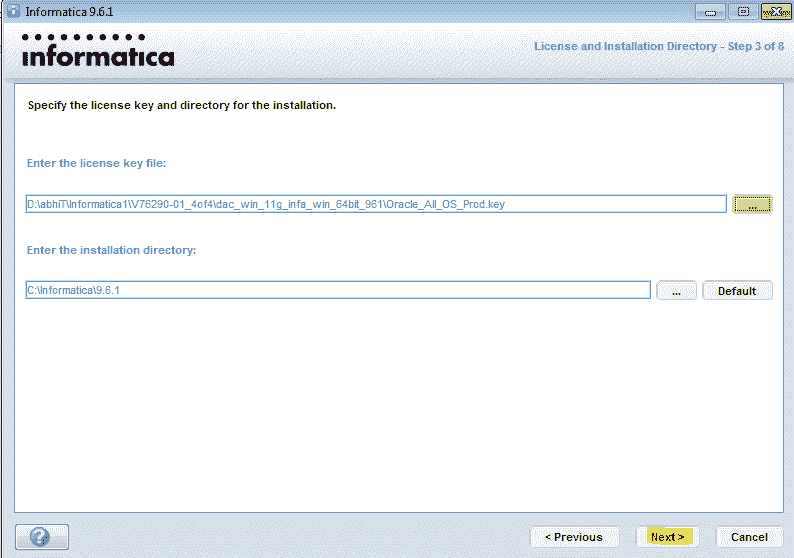 Informatica 9.6.1
informatica
License and Installation Directory - Step 3 of 8
Specify the license key and directory for the installation.
Enter the license key file:
D:\abhiT\Informatica1\V76290-01_4of4\dac_win_11g_infa_win_64bit_961\Oracle_All_OS_Prod.key
...
Enter the installation directory:
C:\Informatica\9.6.1
...
Default
?
< Previous
Next >
Cancel